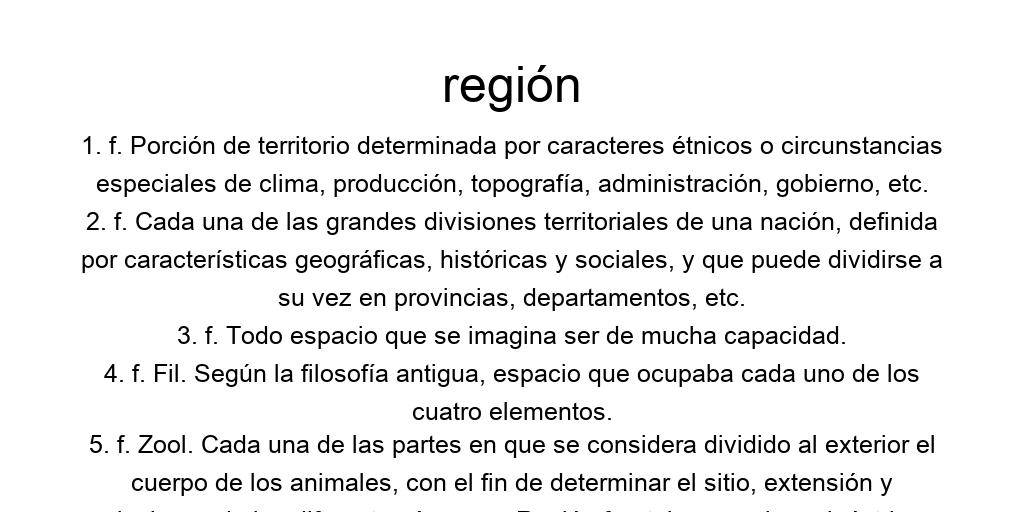 región
1. f. Porción de territorio determinada por caracteres étnicos o circunstancias
especiales de clima, producción, topografía, administración, gobierno, etc.
2. f. Cada una de las grandes divisiones territoriales de una nación, definida
por características geográficas, históricas y sociales, y que puede dividirse a
su vez en provincias, departamentos, etc.
3. f. Todo espacio que se imagina ser de mucha capacidad.
4. f. Fil. Según la filosofía antigua, espacio que ocupaba cada uno de los
cuatro elementos.
5. f. Zool. Cada una de las partes en que se considera dividido al exterior el
cuerpo de los animales, con el fin de determinar el sitio, extensión y